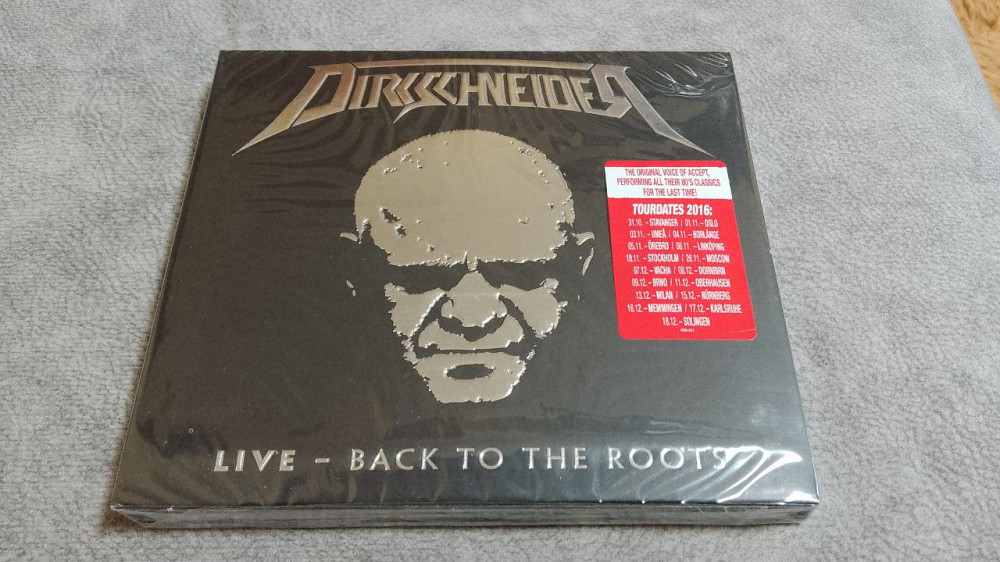 DIRKSCHNEIDER
THE ORIGINAL VOICE OF ACCEPT,
PERFORMING ALL THEIR 80'S CLASSICS
FOR THE LAST TIME!
TOURDATES 2016:
31.10. – STAVANGER / 01.11. – OSLO
03.11. – UMEÅ / 04.11. – BORLÄNGE
05.11. – ÖREBRO / 06.11. – LINKÖPING
18.11. – STOCKHOLM / 26.11. – MOSCOW
07.12. – VACHA / 08.12. – DORNBIRN
09.12. – BRNO / 11.12. – OBERHAUSEN
13.12. – MILAN / 15.12. – NÜRNBERG
16.12. – MEMMINGEN / 17.12. – KARLSRUHE
18.12. – SOLINGEN
LIVE – BACK TO THE ROOTS